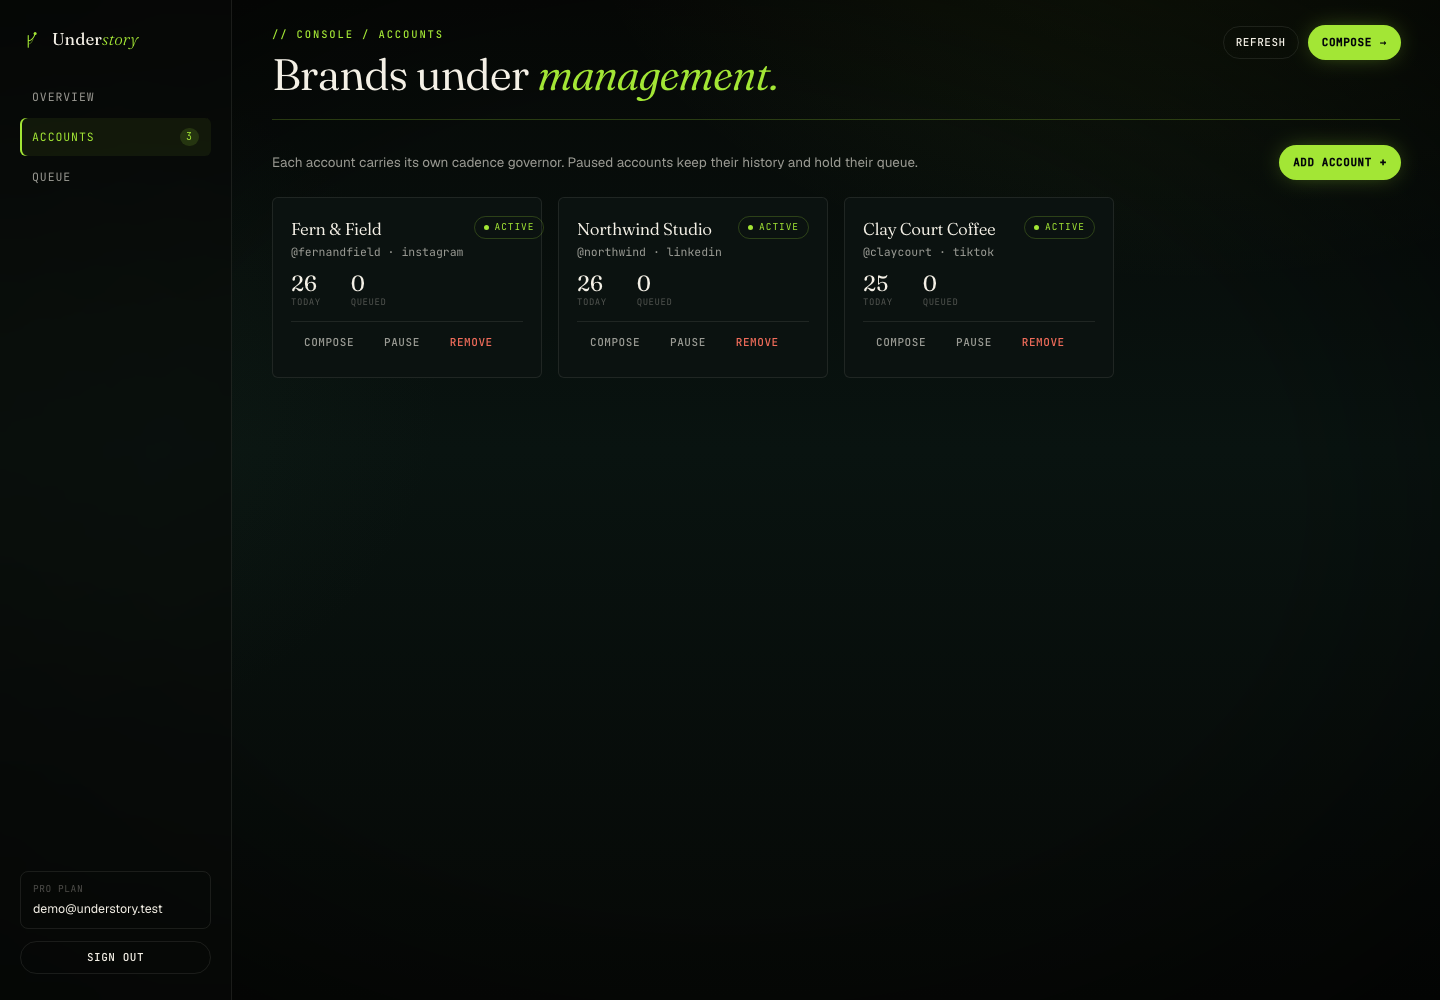 Understory
OVERVIEW
ACCOUNTS 3
QUEUE
PRO PLAN
demo@understory.test
SIGN OUT
// CONSOLE / ACCOUNTS
Brands under management.
REFRESH
COMPOSE →
Each account carries its own cadence governor. Paused accounts keep their history and hold their queue.
ADD ACCOUNT +
Fern & Field ACTIVE
@fernandfield · instagram
26 0
TODAY QUEUED
COMPOSE PAUSE REMOVE
Northwind Studio ACTIVE
@northwind · linkedin
26 0
TODAY QUEUED
COMPOSE PAUSE REMOVE
Clay Court Coffee ACTIVE
@claycourt · tiktok
25 0
TODAY QUEUED
COMPOSE PAUSE REMOVE